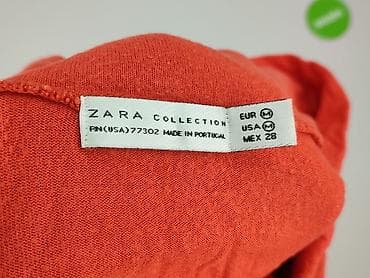 ZARA COLLECTION
RN(USA)77302 MADE IN PORTUGAL
EUR M
USA M
MEX 28